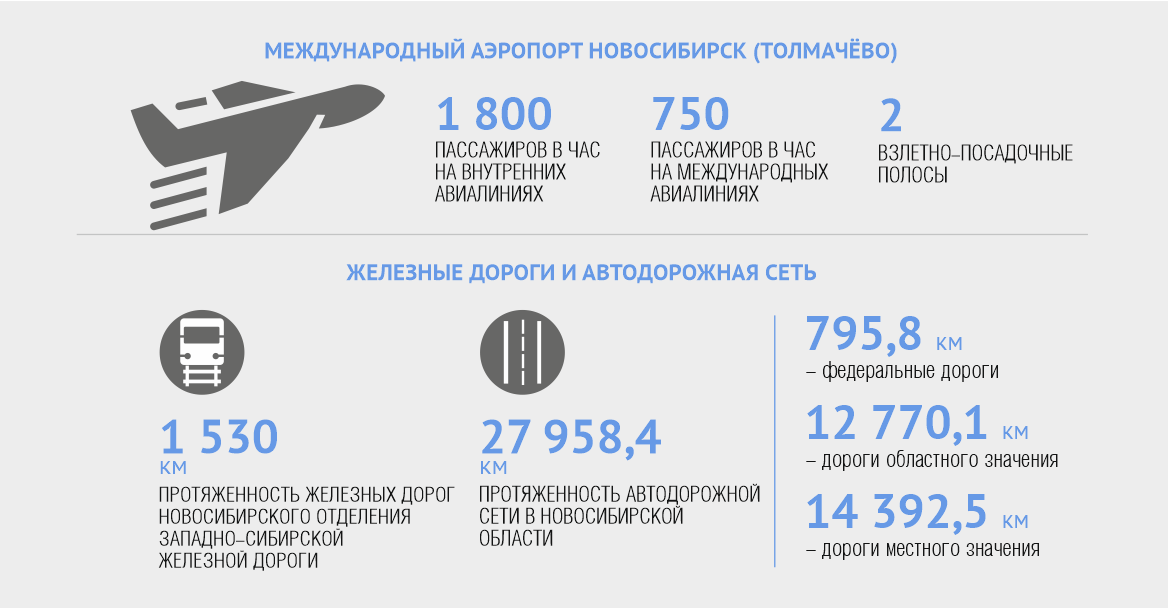 МЕЖДУНАРОДНЫЙ АЭРОПОРТ НОВОСИБИРСК (ТОЛМАЧЁВО)
1 800
ПАССАЖИРОВ В ЧАС
НА ВНУТРЕННИХ
АВИАЛИНИЯХ
750
ПАССАЖИРОВ В ЧАС
НА МЕЖДУНАРОДНЫХ
АВИАЛИНИЯХ
2
ВЗЛЕТНО–ПОСАДОЧНЫЕ
ПОЛОСЫ
ЖЕЛЕЗНЫЕ ДОРОГИ И АВТОДОРОЖНАЯ СЕТЬ
1 530
КМ
ПРОТЯЖЕННОСТЬ ЖЕЛЕЗНЫХ ДОРОГ
НОВОСИБИРСКОГО ОТДЕЛЕНИЯ
ЗАПАДНО–СИБИРСКОЙ
ЖЕЛЕЗНОЙ ДОРОГИ
27 958,4
КМ
ПРОТЯЖЕННОСТЬ АВТОДОРОЖНОЙ
СЕТИ В НОВОСИБИРСКОЙ
ОБЛАСТИ
795,8 КМ
– федеральные дороги
12 770,1 КМ
– дороги областного значения
14 392,5 КМ
– дороги местного значения